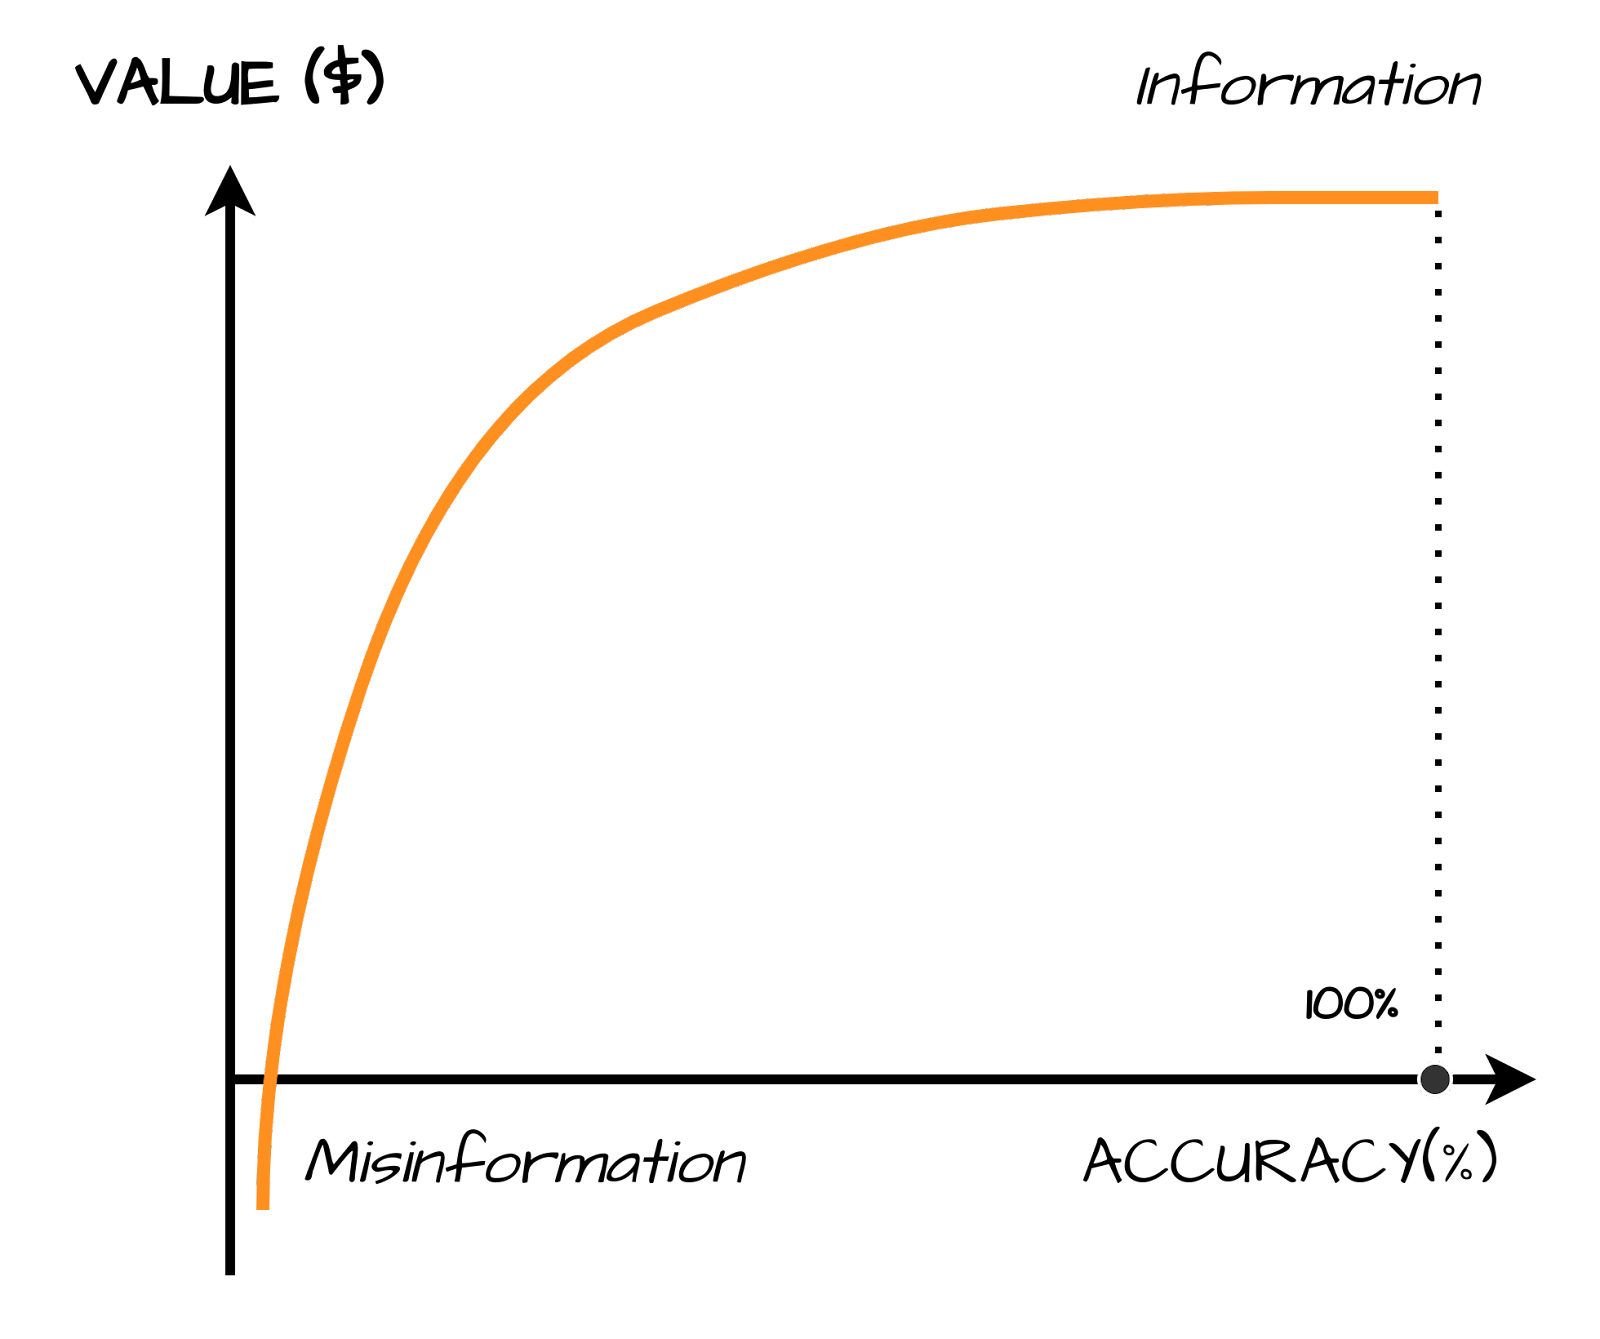 VALUE ($)
Information
100%
Misinformation
ACCURACY(%)